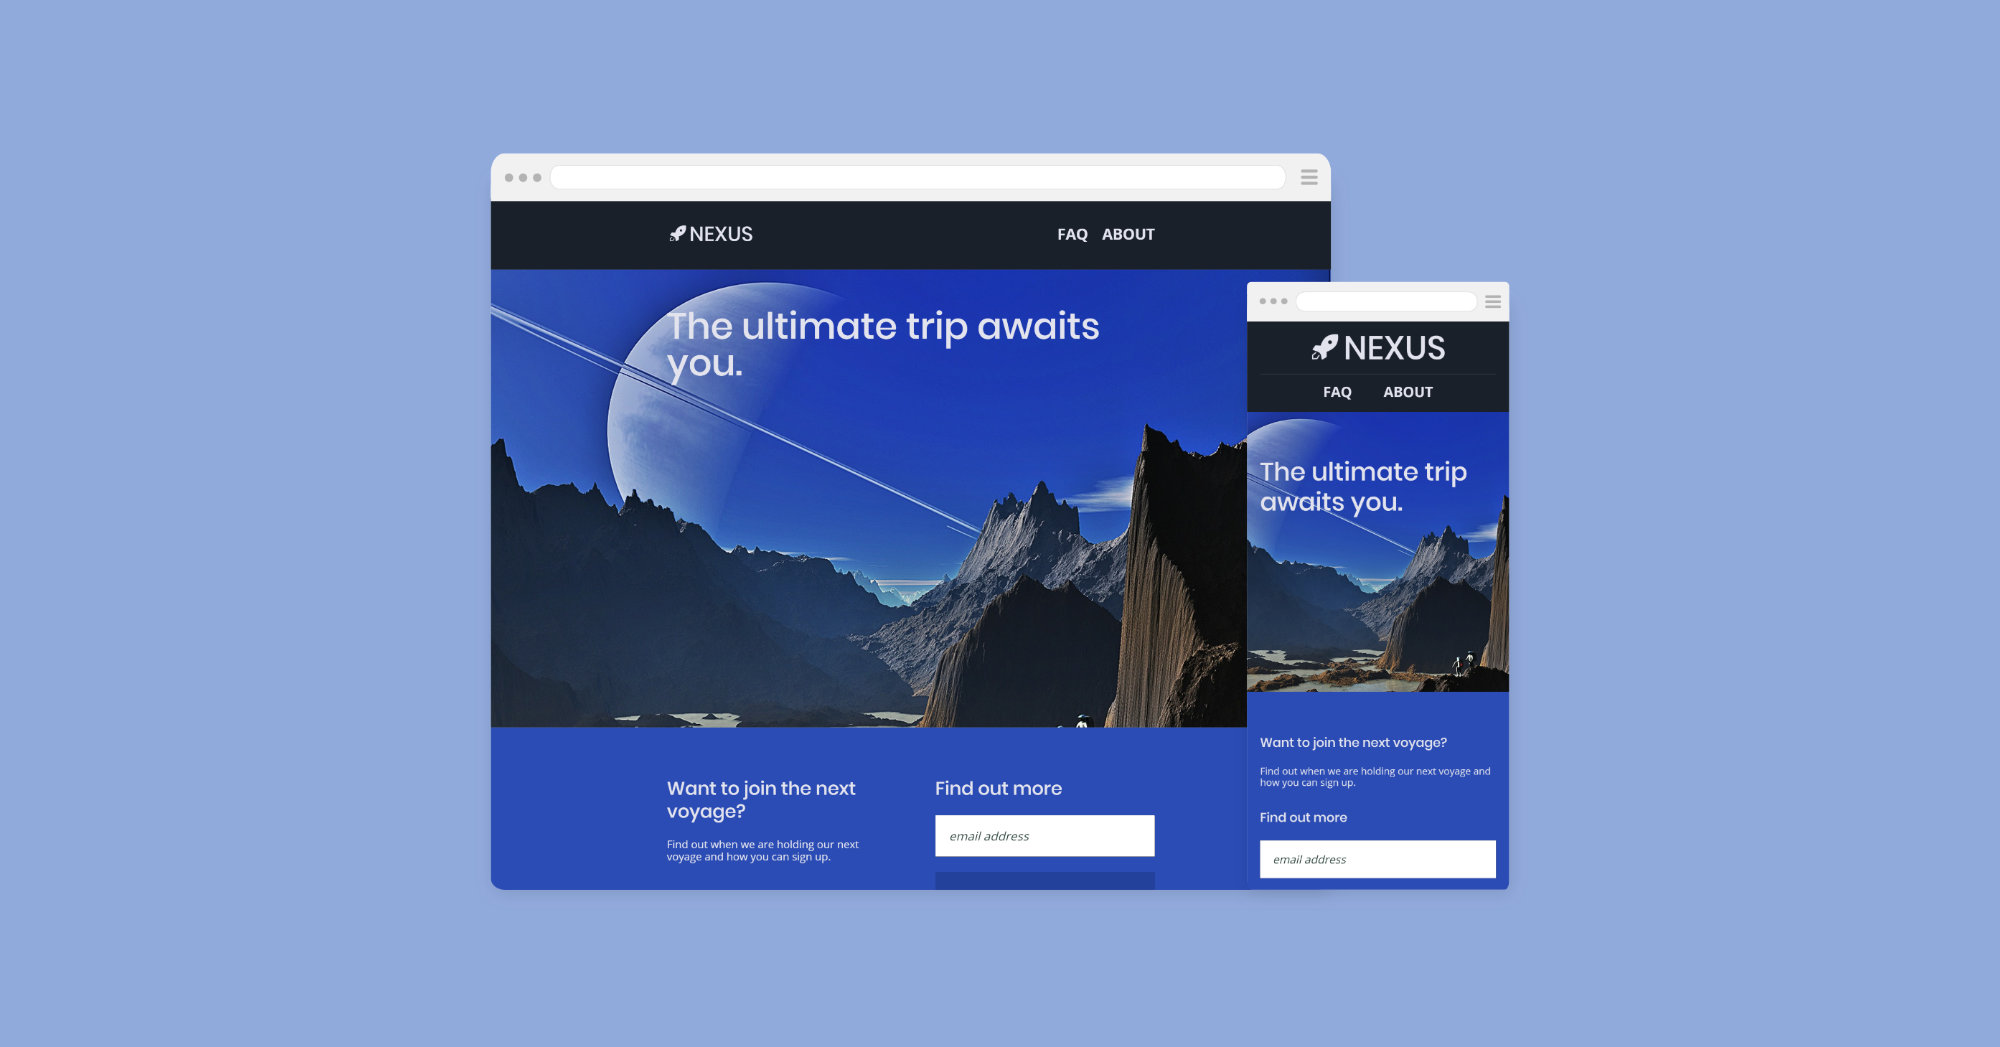 NEXUS
FAQ ABOUT
The ultimate trip awaits
you.
Want to join the next
voyage?
Find out when we are holding our next
voyage and how you can sign up.
Find out more
email address
NEXUS
FAQ ABOUT
The ultimate trip
awaits you.
Want to join the next voyage?
Find out when we are holding our next voyage and
how you can sign up.
Find out more
email address